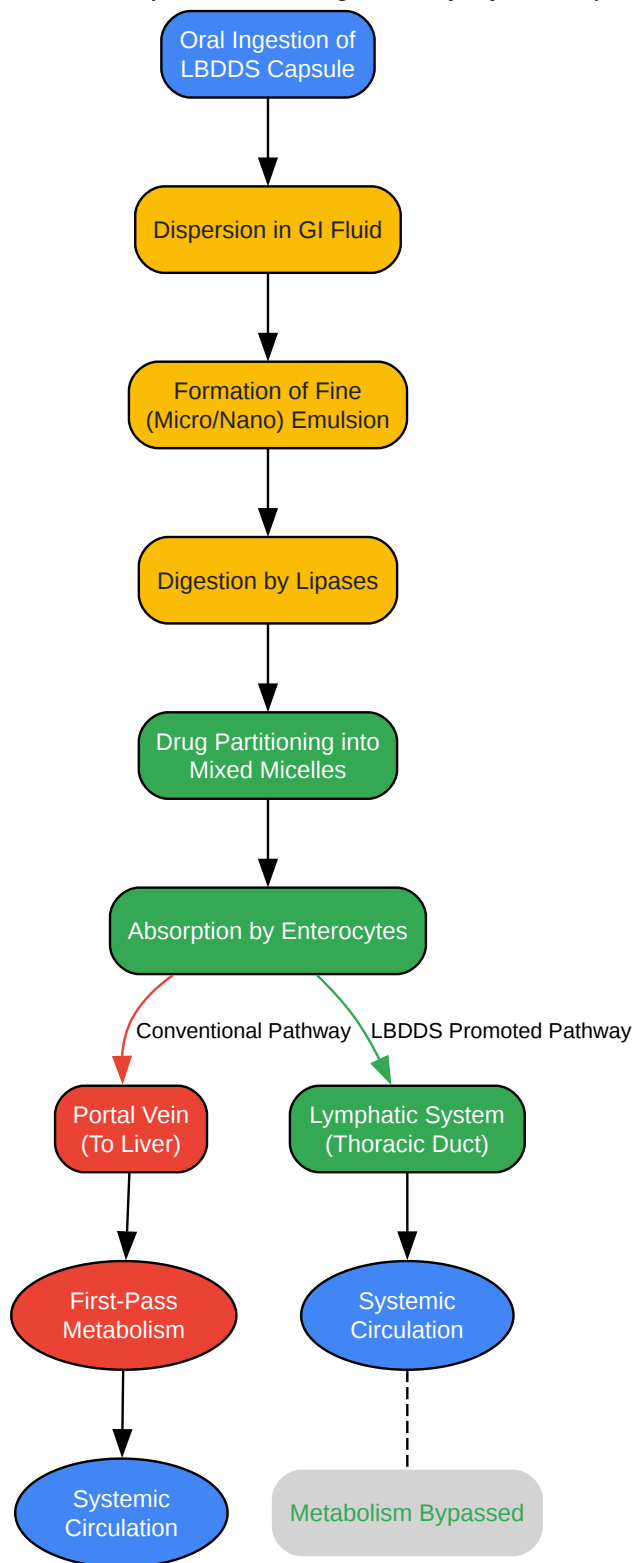 Oral Ingestion of
LBDDS Capsule
Dispersion in GI Fluid
Formation of Fine
(Micro/Nano) Emulsion
Digestion by Lipases
Drug Partitioning into
Mixed Micelles
Absorption by Enterocytes
Conventional Pathway
LBDDS Promoted Pathway
Portal Vein
(To Liver)
Lymphatic System
(Thoracic Duct)
First-Pass
Metabolism
Systemic
Circulation
Systemic
Circulation
Metabolism Bypassed